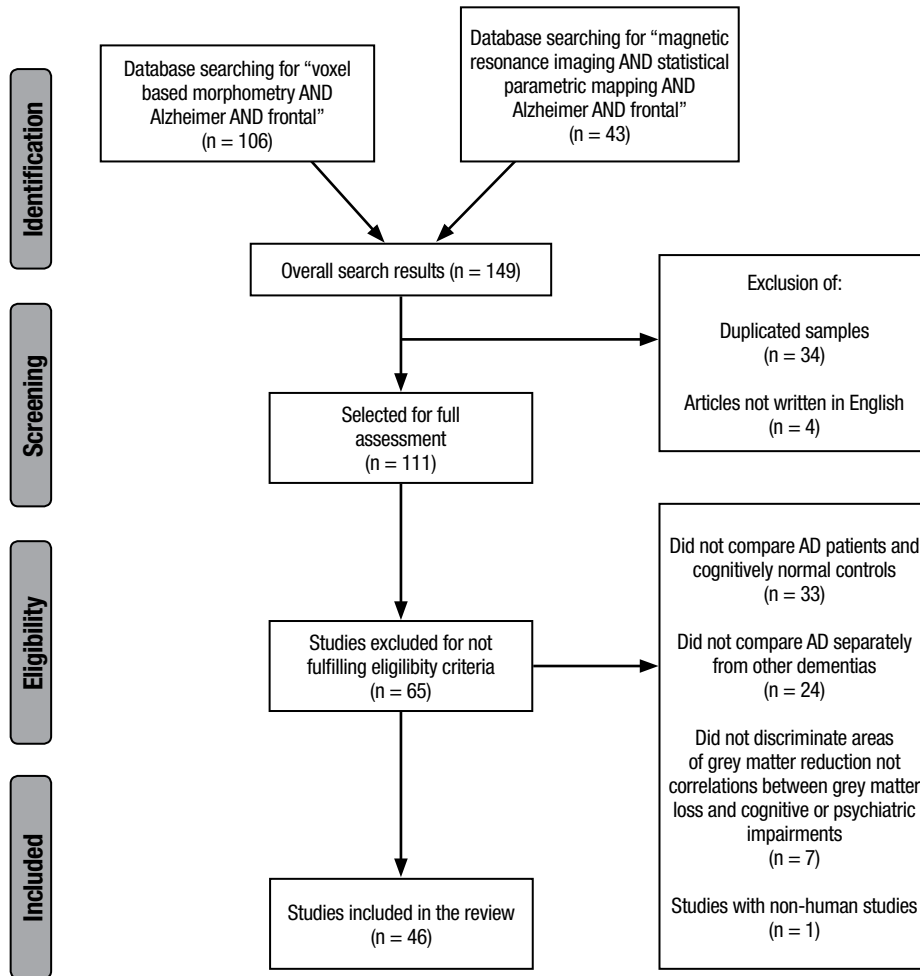 Identification
Database searching for “voxel
based morphometry AND
Alzheimer AND frontal”
(n = 106)
Database searching for “magnetic
resonance imaging AND statistical
parametric mapping AND
Alzheimer AND frontal”
(n = 43)
Overall search results (n = 149)
Screening
Exclusion of:
Duplicated samples
(n = 34)
Articles not written in English
(n = 4)
Selected for full
assessment
(n = 111)
Eligibility
Studies excluded for not
fulfilling eligilibity criteria
(n = 65)
Did not compare AD patients and
cognitively normal controls
(n = 33)
Did not compare AD separately
from other dementias
(n = 24)
Did not discriminate areas
of grey matter reduction not
correlations between grey matter
loss and cognitive or psychiatric
impairments
(n = 7)
Studies with non-human studies
(n = 1)
Included
Studies included in the review
(n = 46)